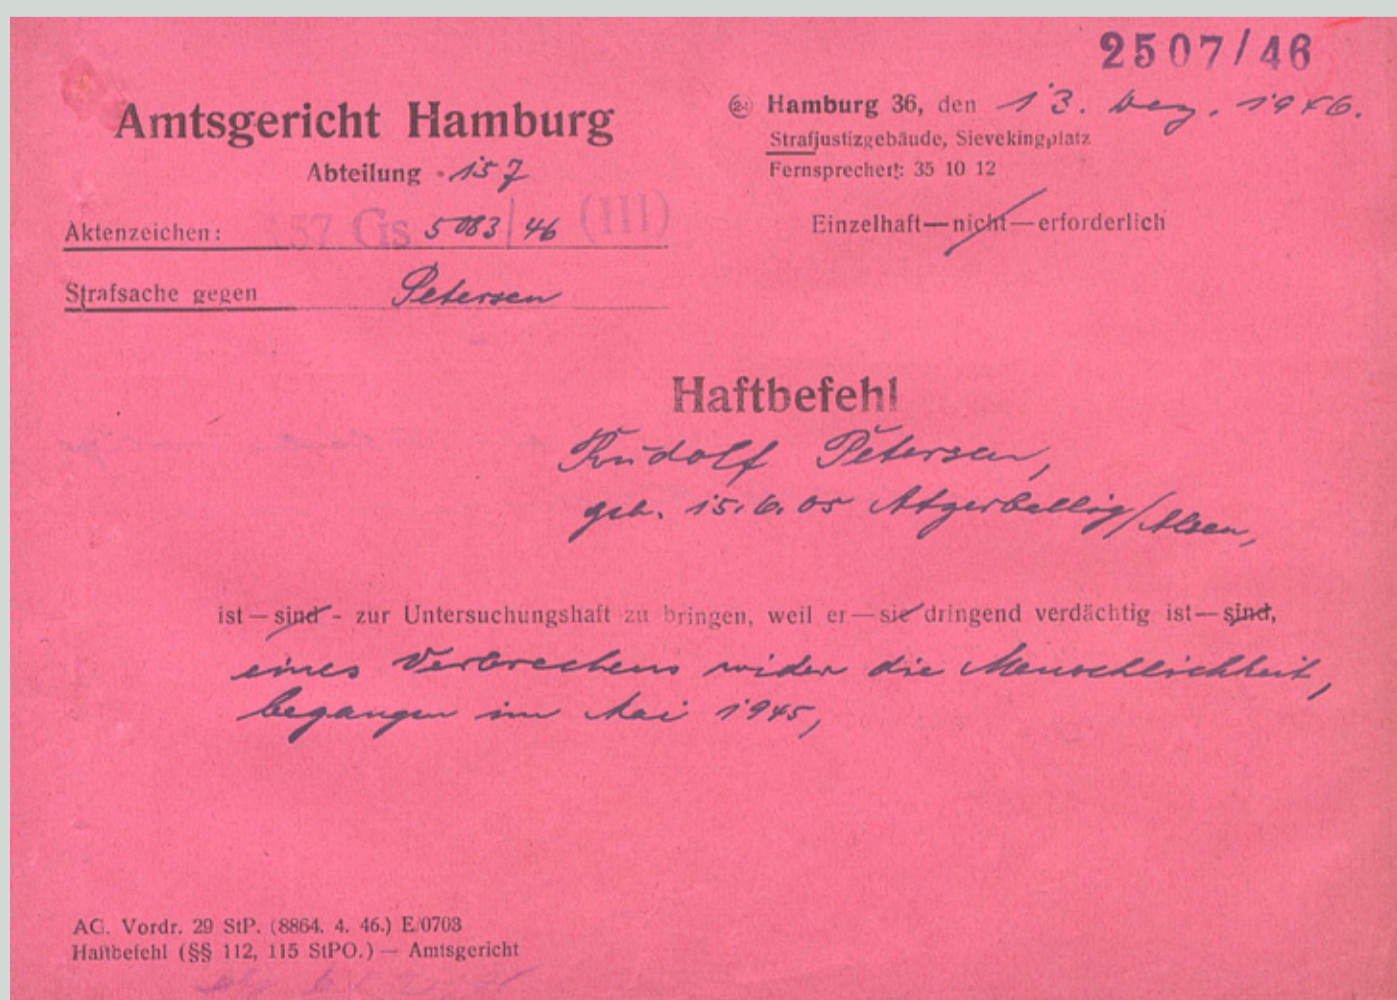 2507/46
Amtsgericht Hamburg
Abteilung 157
Hamburg 36, den 13. Dez. 1946.
Strafjustizgebäude, Sievekingplatz
Fernsprecher: 35 10 12
Aktenzeichen: 57 Gs 5083/46 (III)
Einzelhaft—nicht—erforderlich
Strafsache gegen Petersen
Haftbefehl
Rudolf Petersen,
geb. 15.6.05 Atzerballig/Alsen,
ist — sind - zur Untersuchungshaft zu bringen, weil er — sie dringend verdächtig ist — sind,
eines Verbrechens wider die Menschlichkeit,
begangen im Mai 1945,
AG. Vordr. 29 StP. (8864. 4. 46.) E/0703
Haftbefehl (§§ 112, 115 StPO.) — Amtsgericht